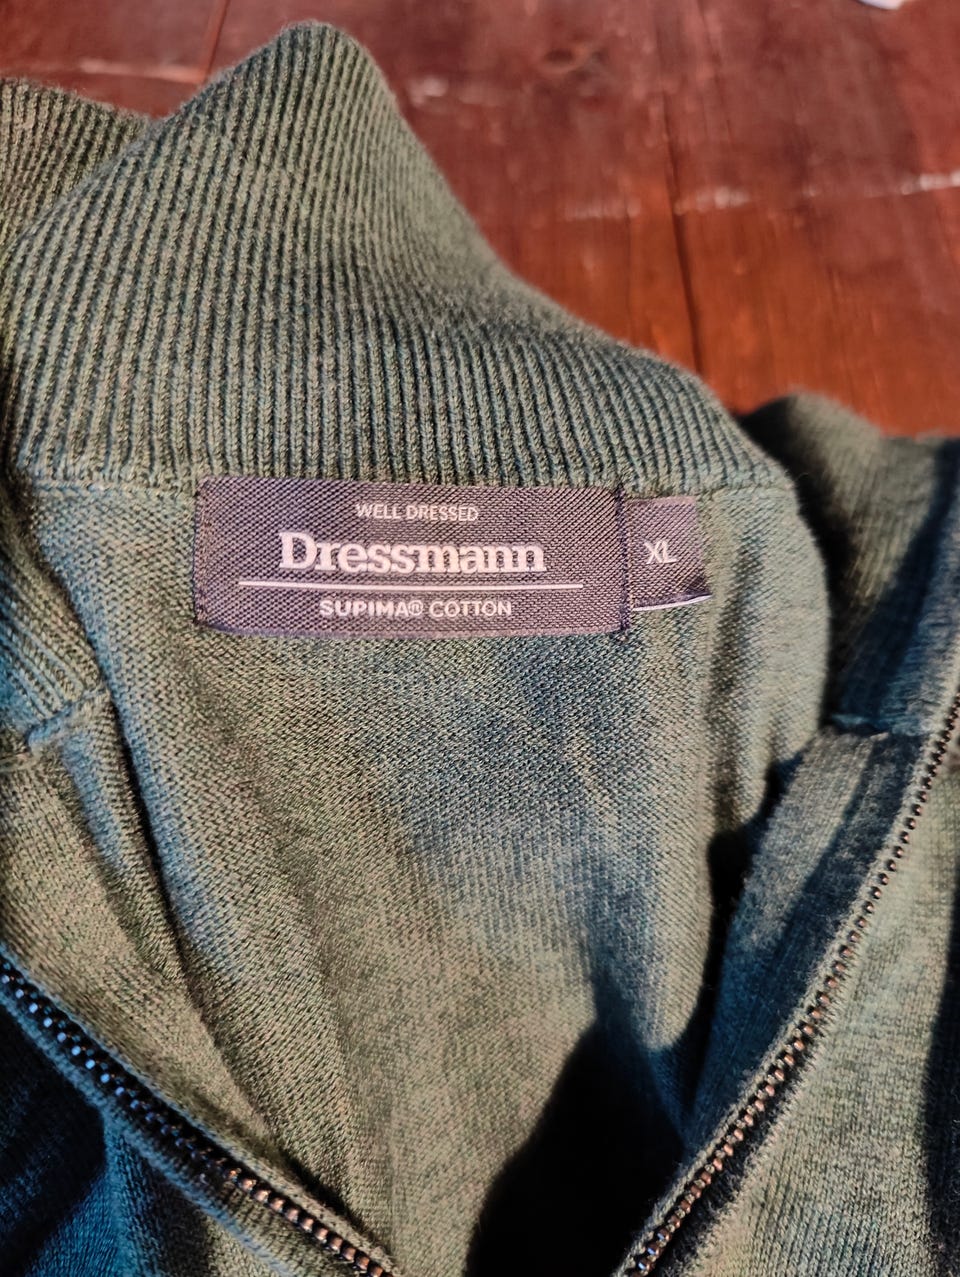 WELL DRESSED
Dressmann
SUPIMA® COTTON
XL